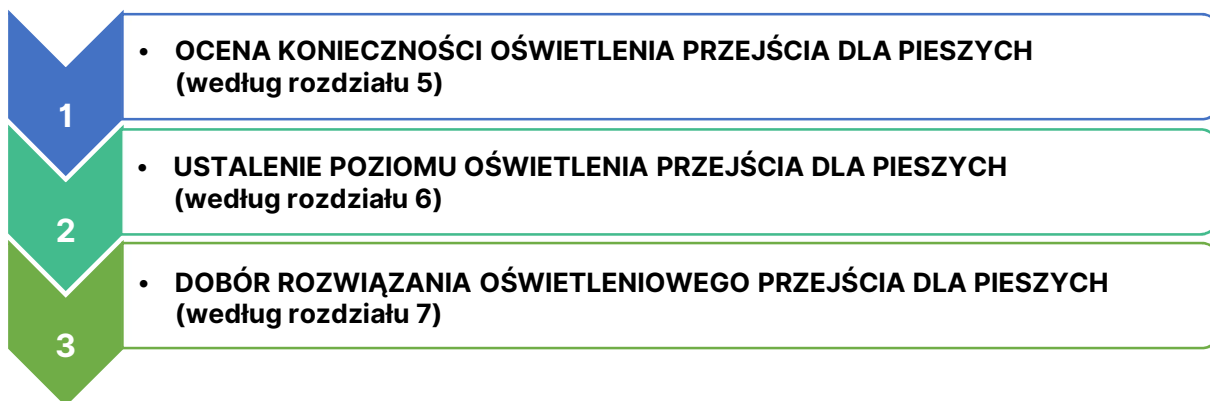 1
• OCENA KONIECZNOŚCI OŚWIETLENIA PRZEJŚCIA DLA PIESZYCH
(według rozdziału 5)
2
• USTALENIE POZIOMU OŚWIETLENIA PRZEJŚCIA DLA PIESZYCH
(według rozdziału 6)
3
• DOBÓR ROZWIĄZANIA OŚWIETLENIOWEGO PRZEJŚCIA DLA PIESZYCH
(według rozdziału 7)